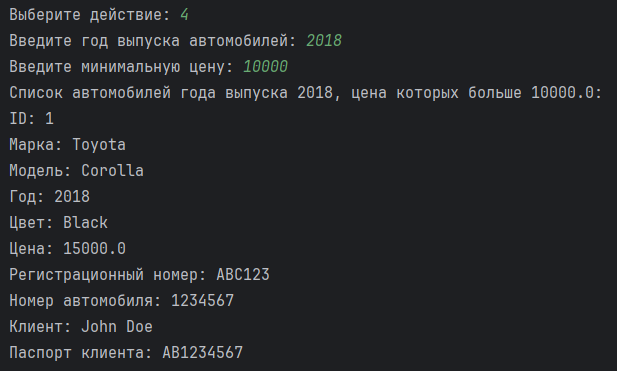 Выберите действие: 4
Введите год выпуска автомобилей: 2018
Введите минимальную цену: 10000
Список автомобилей года выпуска 2018, цена которых больше 10000.0:
ID: 1
Марка: Toyota
Модель: Corolla
Год: 2018
Цвет: Black
Цена: 15000.0
Регистрационный номер: ABC123
Номер автомобиля: 1234567
Клиент: John Doe
Паспорт клиента: AB1234567